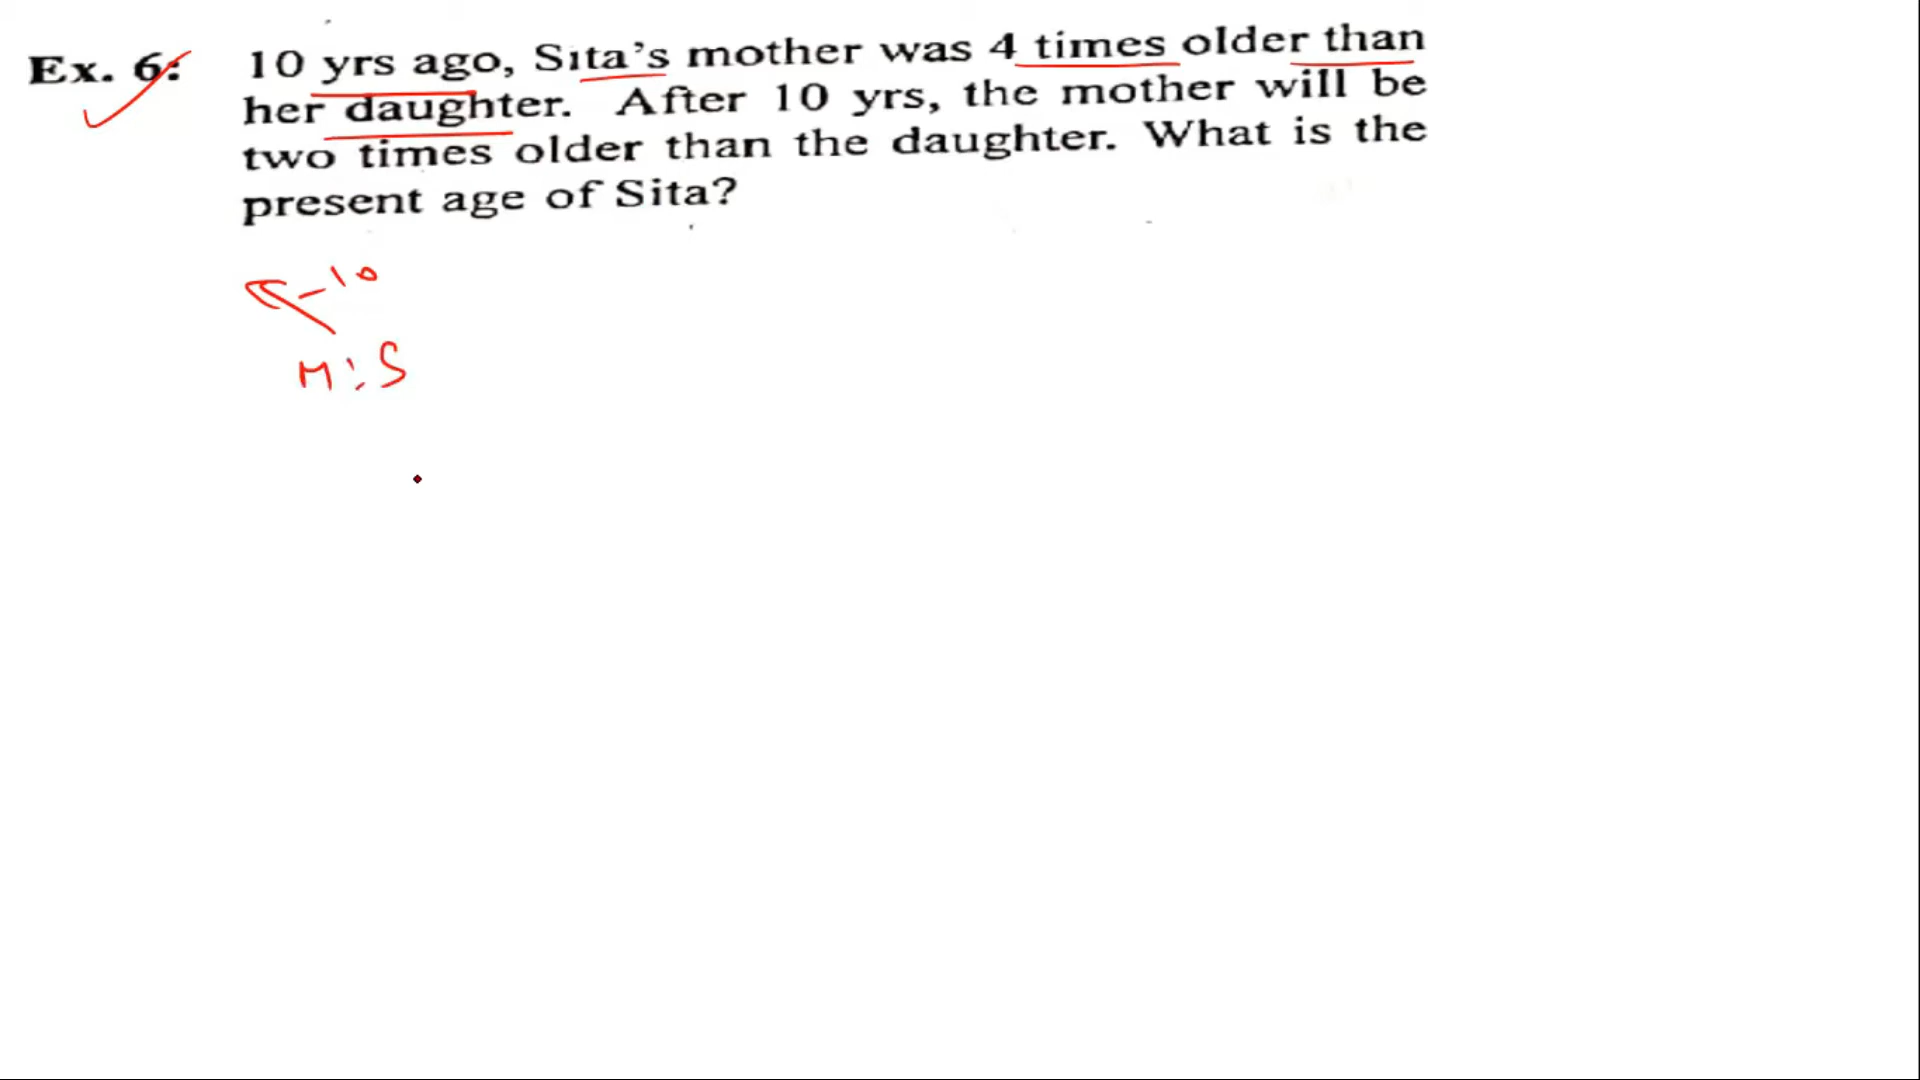 Ex. 6: 10 yrs ago, Sita's mother was 4 times older than
her daughter. After 10 yrs, the mother will be
two times older than the daughter. What is the
present age of Sita?
-10
M : S